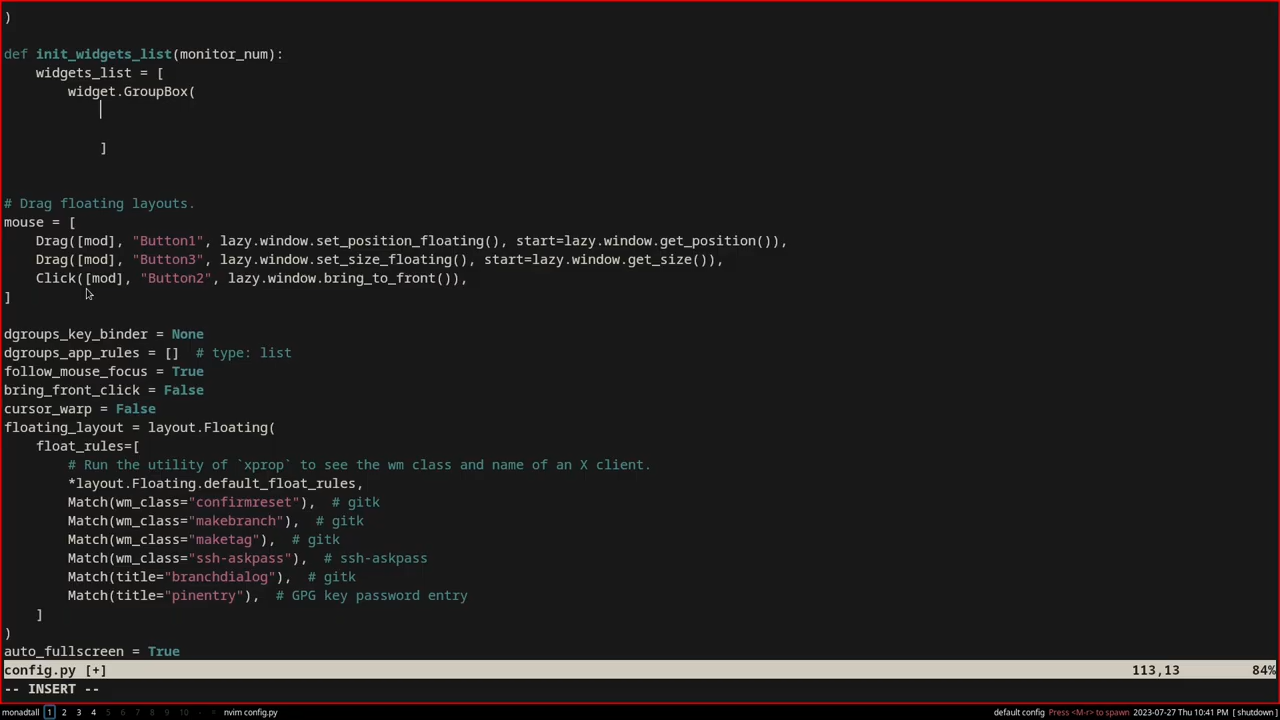 )
def init_widgets_list(monitor_num):
widgets_list = [
widget.GroupBox(
]
# Drag floating layouts.
mouse = [
Drag([mod], "Button1", lazy.window.set_position_floating(), start=lazy.window.get_position()),
Drag([mod], "Button3", lazy.window.set_size_floating(), start=lazy.window.get_size()),
Click([mod], "Button2", lazy.window.bring_to_front()),
]
dgroups_key_binder = None
dgroups_app_rules = []  # type: list
follow_mouse_focus = True
bring_front_click = False
cursor_warp = False
floating_layout = layout.Floating(
float_rules=[
# Run the utility of `xprop` to see the wm class and name of an X client.
*layout.Floating.default_float_rules,
Match(wm_class="confirmreset"),  # gitk
Match(wm_class="makebranch"),  # gitk
Match(wm_class="maketag"),  # gitk
Match(wm_class="ssh-askpass"),  # ssh-askpass
Match(title="branchdialog"),  # gitk
Match(title="pinentry"),  # GPG key password entry
]
)
auto_fullscreen = True
config.py [+] 113,13 84%
-- INSERT --
monadtall 1 2 3 4 5 6 7 8 9 10 - = nvim config.py default config Press <M-r> to spawn 2023-07-27 Thu 10:41 PM [ shutdown ]